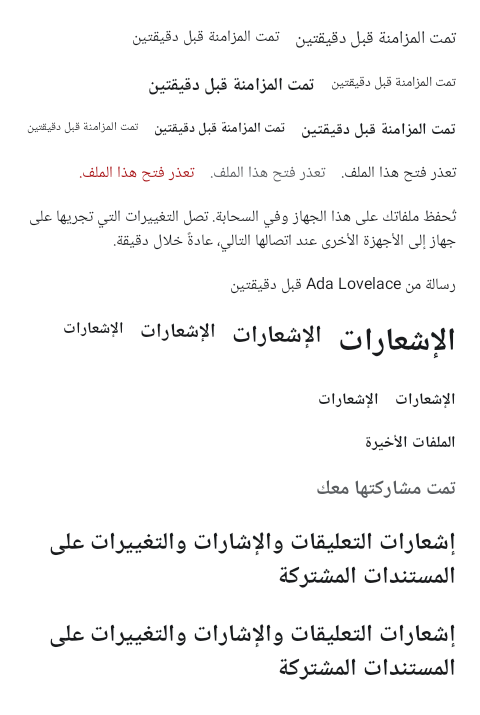 تمت المزامنة قبل دقيقتين تمت المزامنة قبل دقيقتين
تمت المزامنة قبل دقيقتين تمت المزامنة قبل دقيقتين
تمت المزامنة قبل دقيقتين تمت المزامنة قبل دقيقتين تمت المزامنة قبل دقيقتين
تعذر فتح هذا الملف. تعذر فتح هذا الملف. تعذر فتح هذا الملف.
تُحفظ ملفاتك على هذا الجهاز وفي السحابة. تصل التغييرات التي تجريها على
جهاز إلى الأجهزة الأخرى عند اتصالها التالي، عادةً خلال دقيقة.
رسالة من Ada Lovelace قبل دقيقتين
الإشعارات الإشعارات الإشعارات الإشعارات
الإشعارات الإشعارات
الملفات الأخيرة
تمت مشاركتها معك
إشعارات التعليقات والإشارات والتغييرات على
المستندات المشتركة
إشعارات التعليقات والإشارات والتغييرات على
المستندات المشتركة